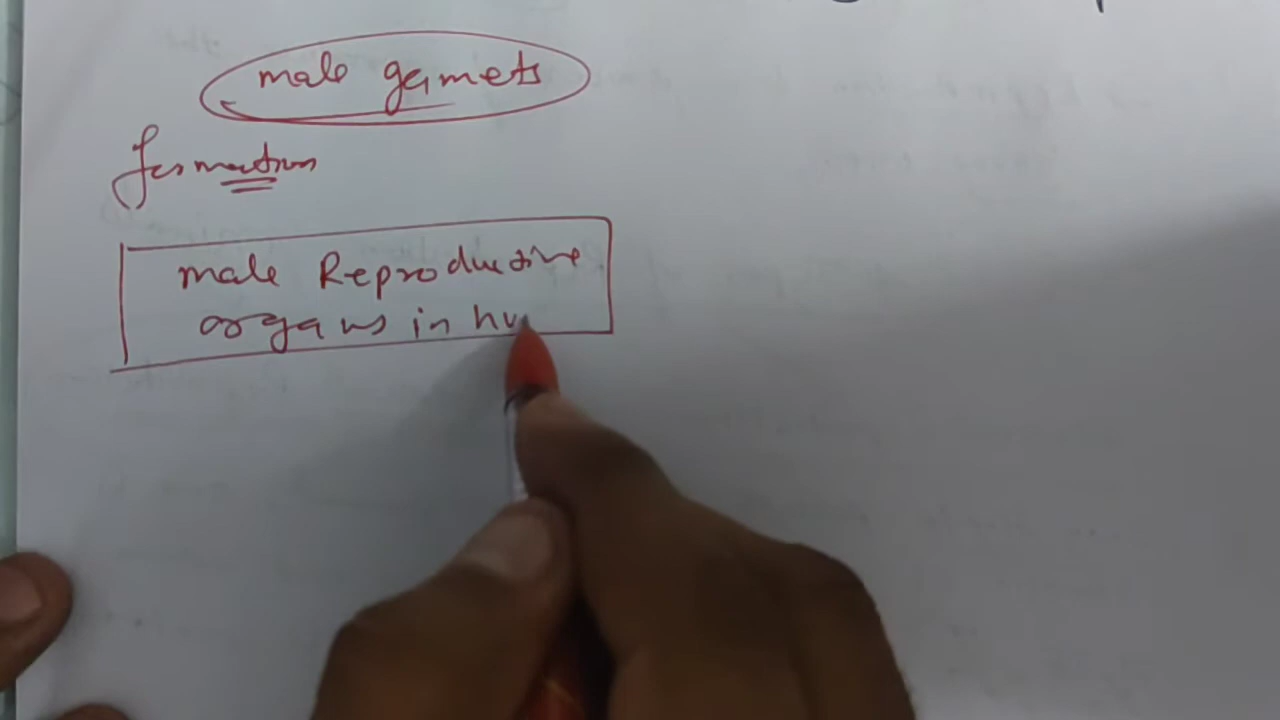 male gamets
formation
male Reproductive
organs in hu